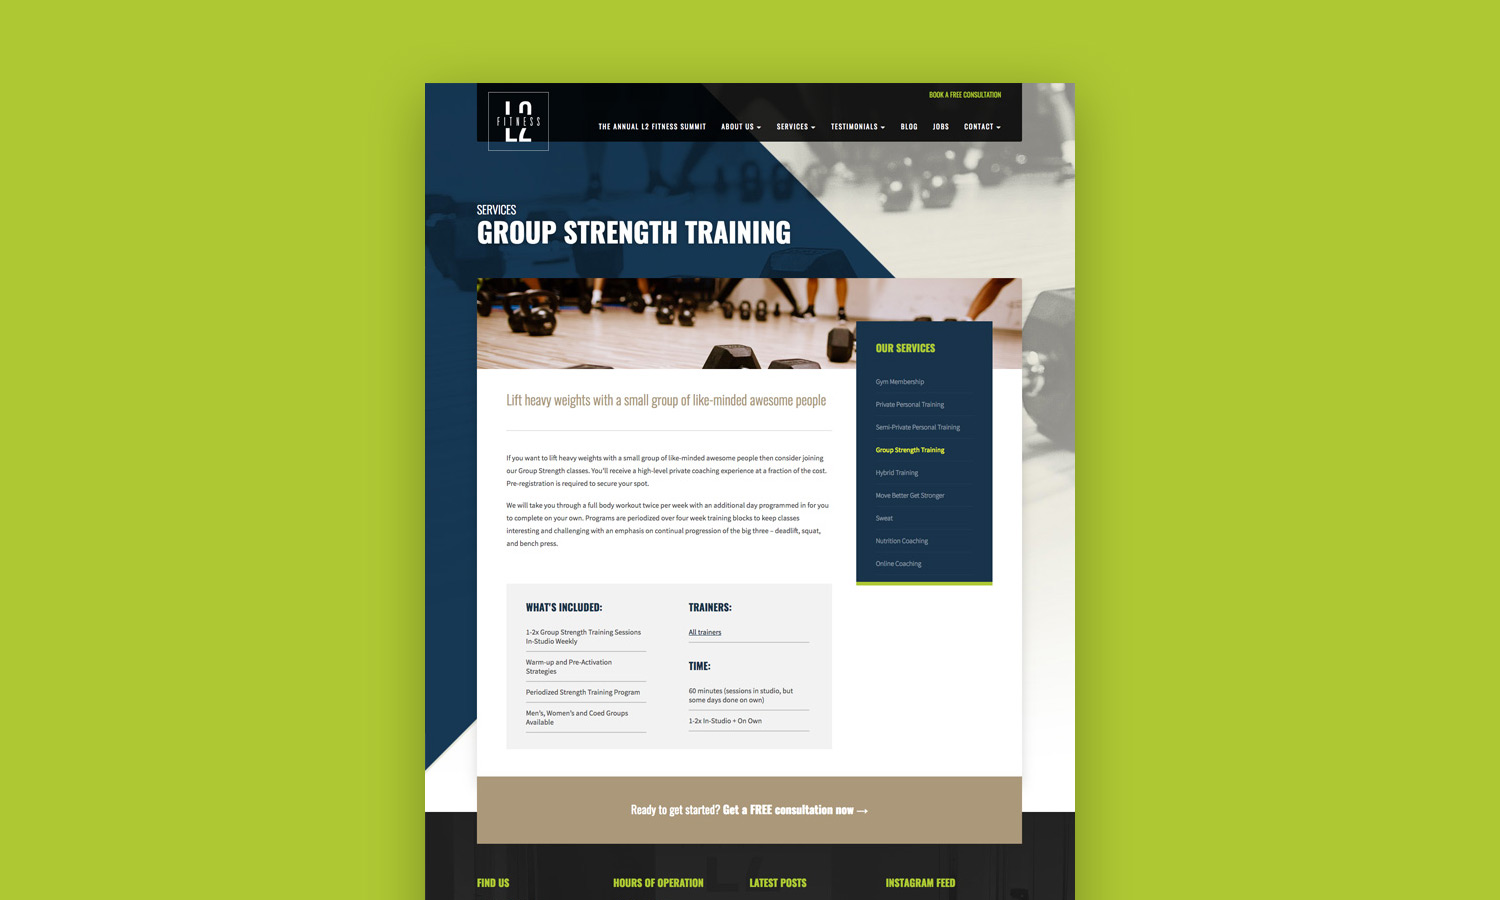 BOOK A FREE CONSULTATION
L2
FITNESS
L2
THE ANNUAL L2 FITNESS SUMMIT ABOUT US SERVICES TESTIMONIALS BLOG JOBS CONTACT
SERVICES
GROUP STRENGTH TRAINING
Lift heavy weights with a small group of like-minded awesome people
If you want to lift heavy weights with a small group of like-minded awesome people then consider joining
our Group Strength classes. You'll receive a high-level private coaching experience at a fraction of the cost.
Pre-registration is required to secure your spot.
We will take you through a full body workout twice per week with an additional day programmed in for you
to complete on your own. Programs are periodized over four week training blocks to keep classes
interesting and challenging with an emphasis on continual progression of the big three – deadlift, squat,
and bench press.
WHAT'S INCLUDED:
1-2x Group Strength Training Sessions
In-Studio Weekly
Warm-up and Pre-Activation
Strategies
Periodized Strength Training Program
Men's, Women's and Coed Groups
Available
TRAINERS:
All trainers
TIME:
60 minutes (sessions in studio, but
some days done on own)
1-2x In-Studio + On Own
OUR SERVICES
Gym Membership
Private Personal Training
Semi-Private Personal Training
Group Strength Training
Hybrid Training
Move Better Get Stronger
Sweat
Nutrition Coaching
Online Coaching
Ready to get started? Get a FREE consultation now →
FIND US HOURS OF OPERATION LATEST POSTS INSTAGRAM FEED